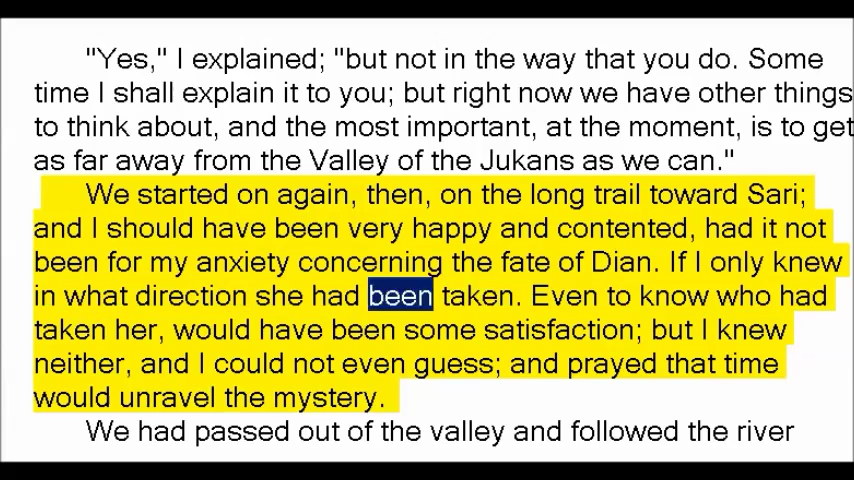 "Yes," I explained; "but not in the way that you do. Some
time I shall explain it to you; but right now we have other things
to think about, and the most important, at the moment, is to get
as far away from the Valley of the Jukans as we can."
We started on again, then, on the long trail toward Sari;
and I should have been very happy and contented, had it not
been for my anxiety concerning the fate of Dian. If I only knew
in what direction she had been taken. Even to know who had
taken her, would have been some satisfaction; but I knew
neither, and I could not even guess; and prayed that time
would unravel the mystery.
We had passed out of the valley and followed the river